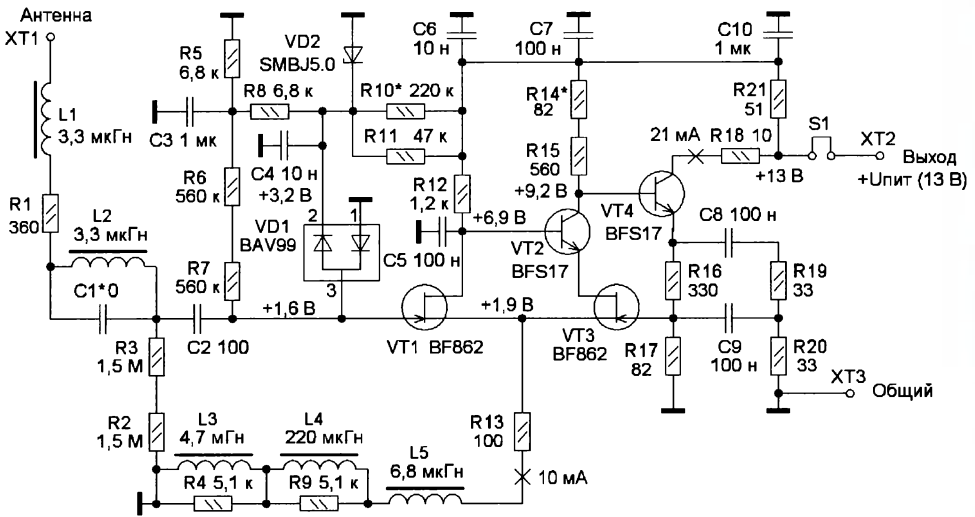 Антенна
XT1
L1
3,3 мкГн
R1
360
L2
3,3 мкГн
C1*0
R3
1,5 М
R2
1,5 М
R5
6,8 к
C3 1 мк
R6
560 к
R7
560 к
C2 100
R8 6,8 к
VD2
SMBJ5.0
R10* 220 к
R11 47 к
C4 10 н
+3,2 В
VD1
BAV99
2
1
3
+1,6 В
VT1 BF862
C6
10 н
R12
1,2 к
C5 100 н
+6,9 В
+1,9 В
C7
100 н
R14*
82
R15
560
+9,2 В
VT2
BFS17
VT3
BF862
VT4
BFS17
21 мА
R18 10
C10
1 мк
R21
51
S1
XT2
+13 В
Выход
+Uпит (13 В)
C8 100 н
R16
330
R19
33
C9
100 н
R17
82
R20
33
XT3
Общий
R13
100
10 мА
L3
4,7 мГн
L4
220 мкГн
L5
6,8 мкГн
R4 5,1 к
R9 5,1 к